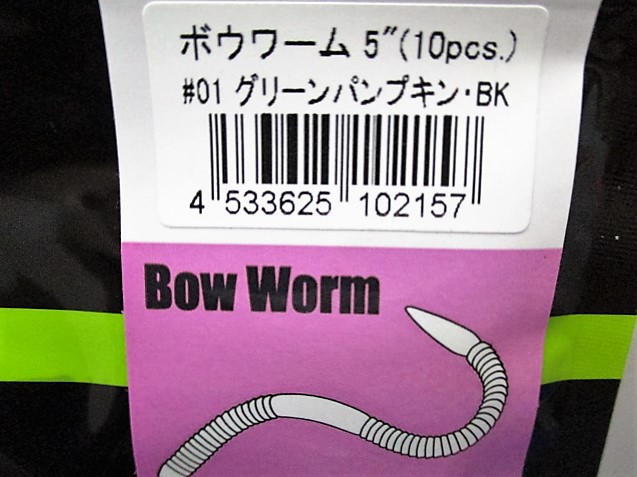 ボウワーム 5″(10pcs.)
#01 グリーンパンプキン・BK
4 533625 102157
Bow Worm